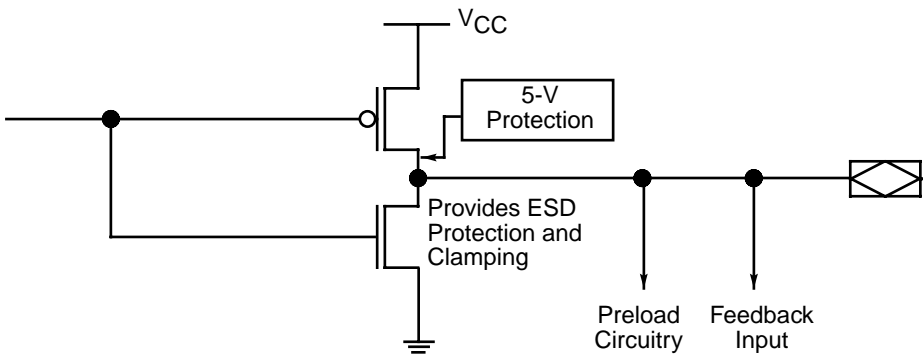 VCC
5-V
Protection
Provides ESD
Protection and
Clamping
Preload
Circuitry
Feedback
Input